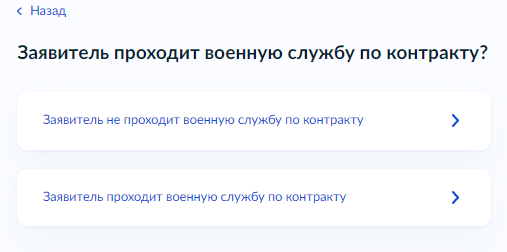 Назад
Заявитель проходит военную службу по контракту?
Заявитель не проходит военную службу по контракту
Заявитель проходит военную службу по контракту